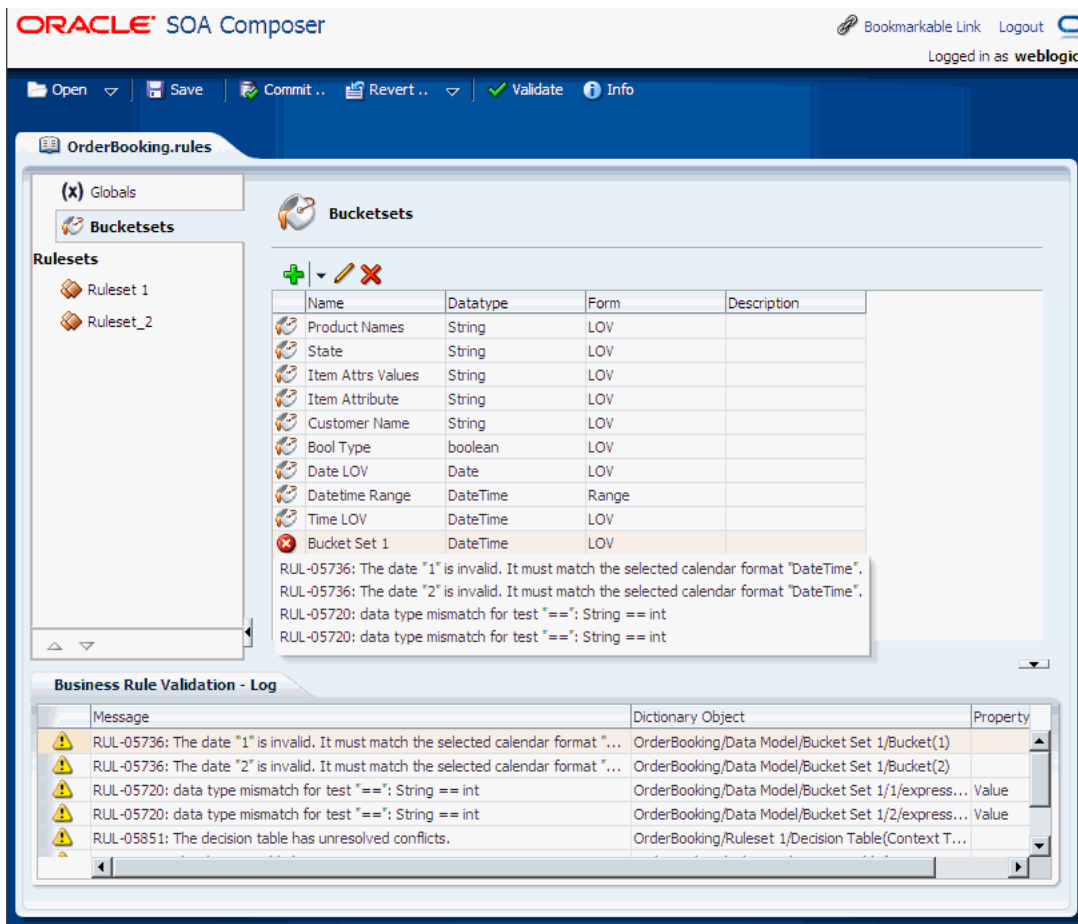 ORACLE SOA Composer
Bookmarkable Link Logout
Logged in as weblogic
Open Save Commit .. Revert .. Validate Info
OrderBooking.rules
(x) Globals
Bucketsets
Rulesets
Ruleset 1
Ruleset_2
Bucketsets
Name Datatype Form Description
Product Names String LOV
State String LOV
Item Attrs Values String LOV
Item Attribute String LOV
Customer Name String LOV
Bool Type boolean LOV
Date LOV Date LOV
Datetime Range DateTime Range
Time LOV DateTime LOV
Bucket Set 1 DateTime LOV
RUL-05736: The date "1" is invalid. It must match the selected calendar format "DateTime".
RUL-05736: The date "2" is invalid. It must match the selected calendar format "DateTime".
RUL-05720: data type mismatch for test "==": String == int
RUL-05720: data type mismatch for test "==": String == int
Business Rule Validation - Log
Message Dictionary Object Property
RUL-05736: The date "1" is invalid. It must match the selected calendar format "... OrderBooking/Data Model/Bucket Set 1/Bucket(1)
RUL-05736: The date "2" is invalid. It must match the selected calendar format "... OrderBooking/Data Model/Bucket Set 1/Bucket(2)
RUL-05720: data type mismatch for test "==": String == int OrderBooking/Data Model/Bucket Set 1/1/express... Value
RUL-05720: data type mismatch for test "==": String == int OrderBooking/Data Model/Bucket Set 1/2/express... Value
RUL-05851: The decision table has unresolved conflicts. OrderBooking/Ruleset 1/Decision Table(Context T...